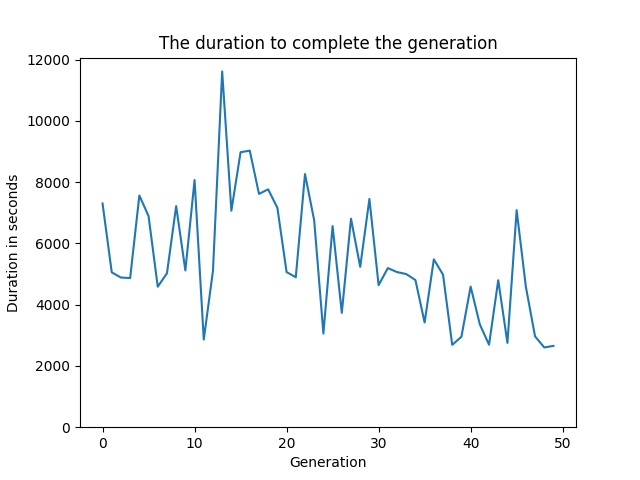 The duration to complete the generation
12000
10000
8000
6000
4000
2000
0
Duration in seconds
0 10 20 30 40 50
Generation